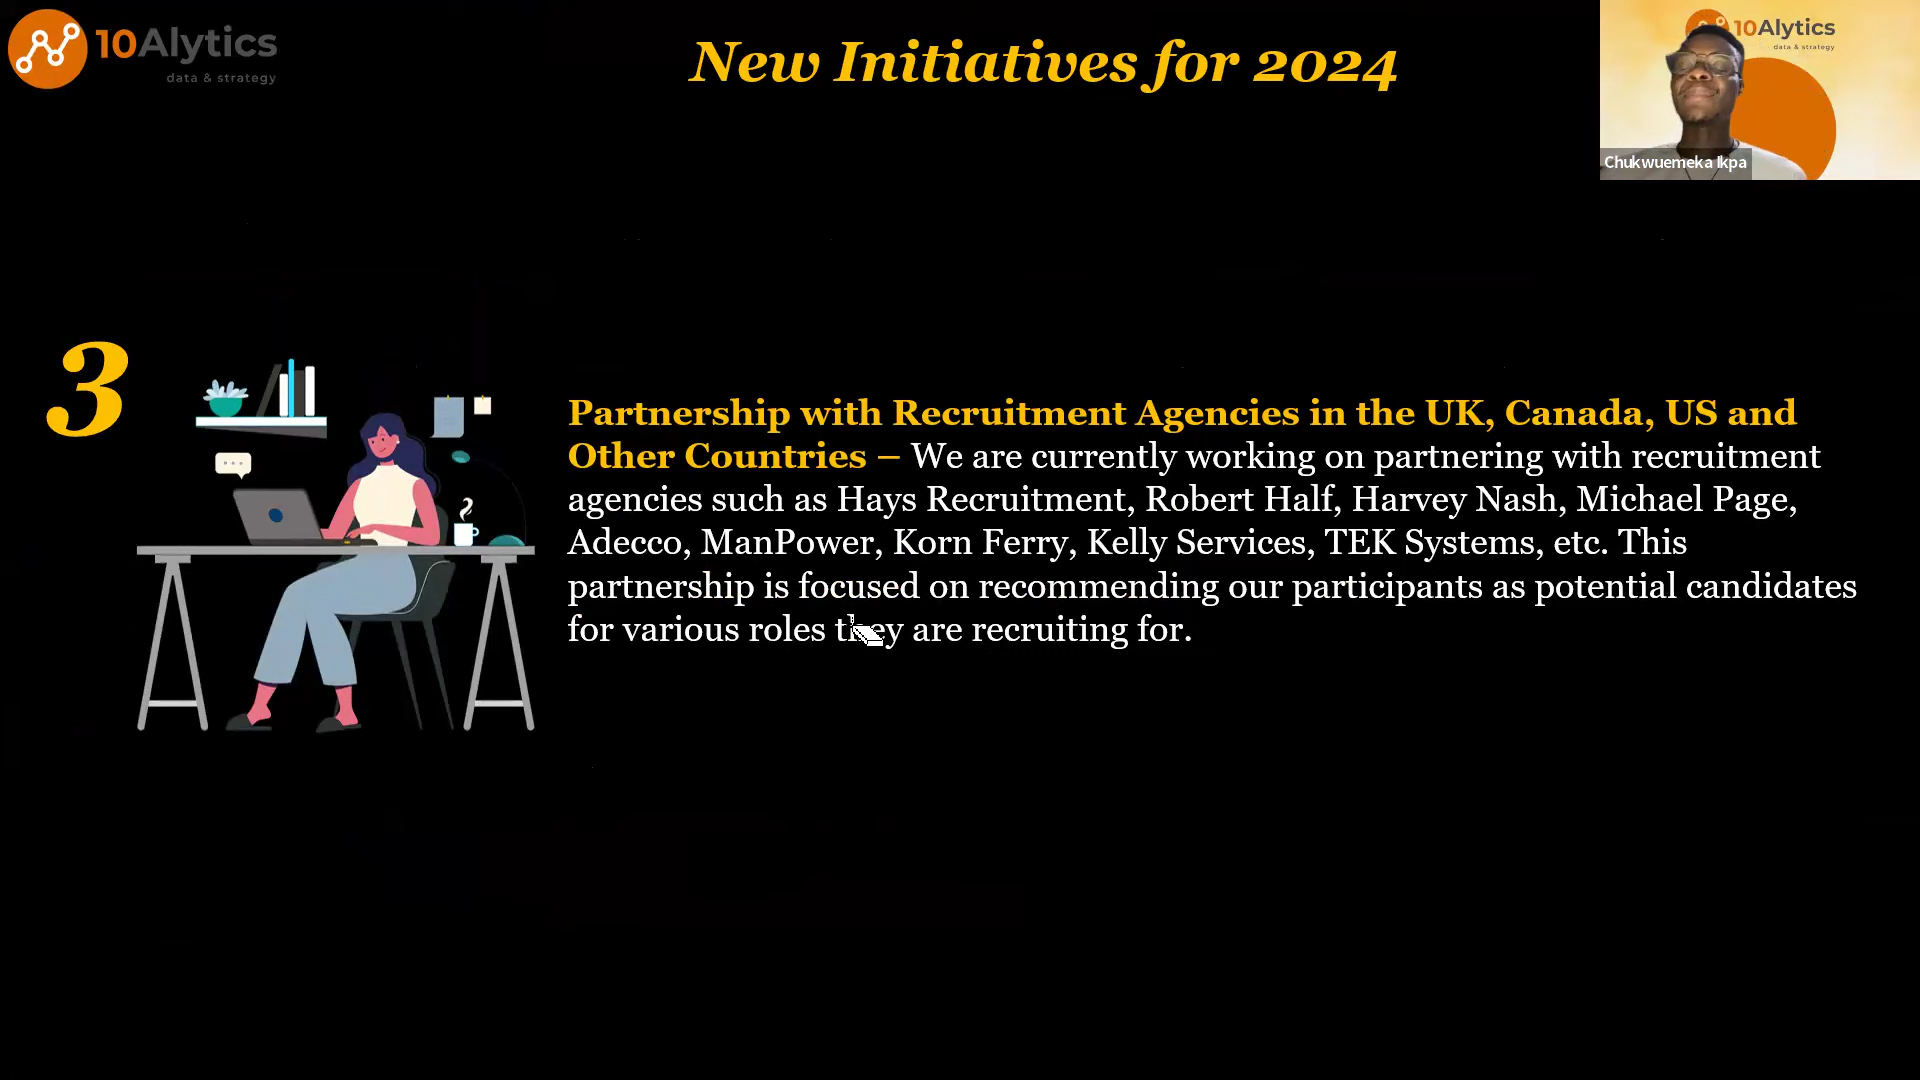 10Alytics
data & strategy
New Initiatives for 2024
10Alytics
data & strategy
Chukwuemeka Ikpa
3
Partnership with Recruitment Agencies in the UK, Canada, US and
Other Countries – We are currently working on partnering with recruitment
agencies such as Hays Recruitment, Robert Half, Harvey Nash, Michael Page,
Adecco, ManPower, Korn Ferry, Kelly Services, TEK Systems, etc. This
partnership is focused on recommending our participants as potential candidates
for various roles they are recruiting for.